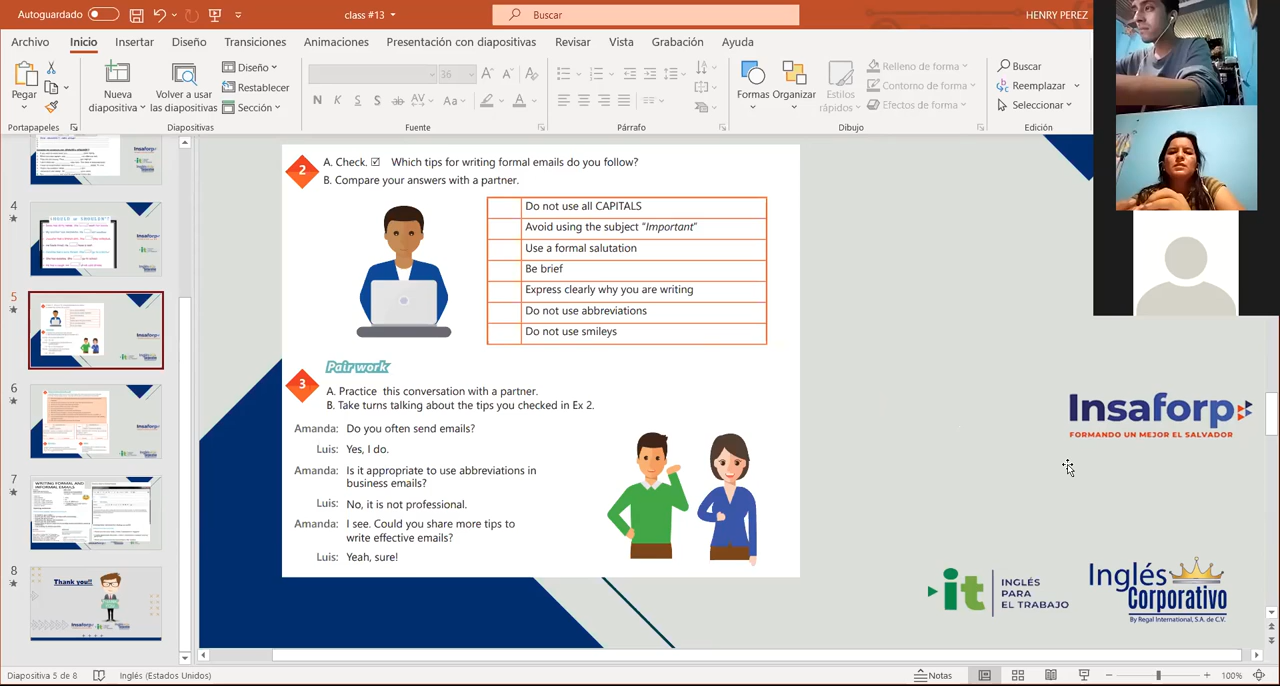 Autoguardado
class #13
Buscar
HENRY PEREZ
Archivo
Inicio
Insertar
Diseño
Transiciones
Animaciones
Presentación con diapositivas
Revisar
Vista
Grabación
Ayuda
Pegar
Nueva diapositiva
Volver a usar las diapositivas
Diseño
Restablecer
Sección
36
N K S S ab AV Aa
Formas
Organizar
Estilos rápidos
Relleno de forma
Contorno de forma
Efectos de forma
Buscar
Reemplazar
Seleccionar
Portapapeles
Diapositivas
Fuente
Párrafo
Dibujo
Edición
4
5
6
7
8
WRITING FORMAL AND INFORMAL EMAILS
Thank you!!
2
A. Check. ☑ Which tips for writing formal emails do you follow?
B. Compare your answers with a partner.
Do not use all CAPITALS
Avoid using the subject "Important"
Use a formal salutation
Be brief
Express clearly why you are writing
Do not use abbreviations
Do not use smileys
Pair work
3
A. Practice this conversation with a partner.
B. Take turns talking about the tips you checked in Ex 2.
Amanda: Do you often send emails?
Luis: Yes, I do.
Amanda: Is it appropriate to use abbreviations in
business emails?
Luis: No, it is not professional.
Amanda: I see. Could you share more tips to
write effective emails?
Luis: Yeah, sure!
Insaforp
FORMANDO UN MEJOR EL SALVADOR
it
INGLÉS
PARA
EL TRABAJO
Inglés
Corporativo
By Regal International, S.A. de C.V.
Diapositiva 5 de 8
Inglés (Estados Unidos)
Notas
100%